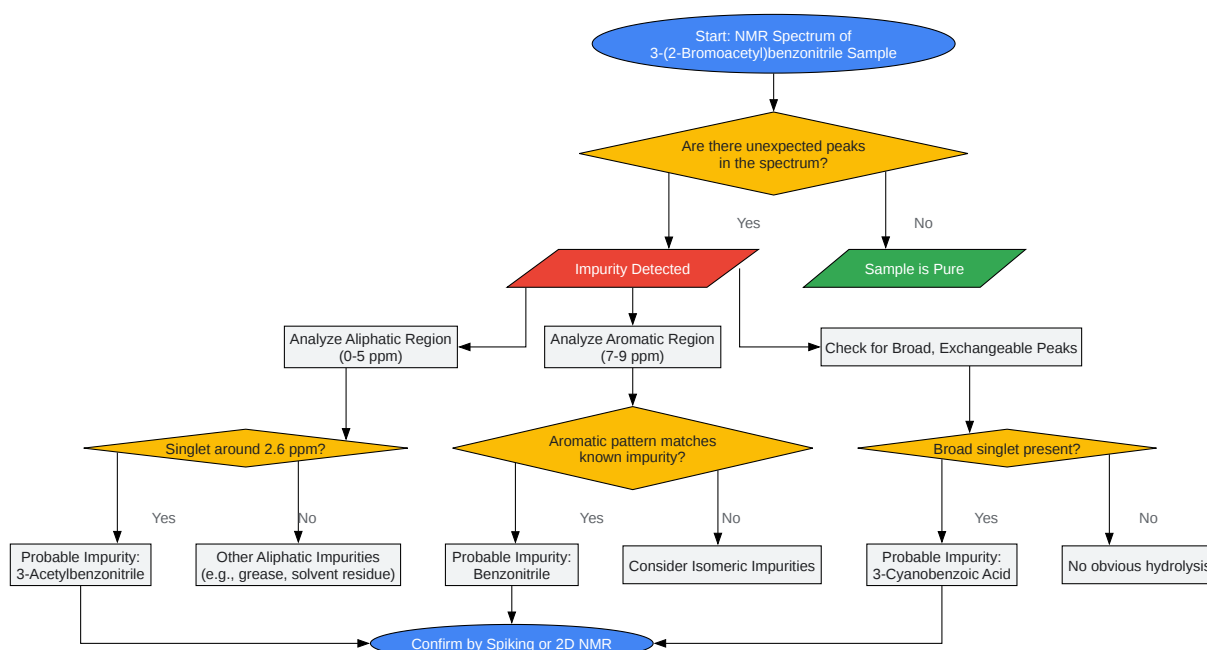 Start: NMR Spectrum of
3-(2-Bromoacetyl)benzonitrile Sample
Are there unexpected peaks
in the spectrum?
Yes
No
Impurity Detected
Sample is Pure
Analyze Aliphatic Region
(0-5 ppm)
Analyze Aromatic Region
(7-9 ppm)
Check for Broad, Exchangeable Peaks
Singlet around 2.6 ppm?
Aromatic pattern matches
known impurity?
Broad singlet present?
Yes
No
Yes
No
Yes
No
Probable Impurity:
3-Acetylbenzonitrile
Other Aliphatic Impurities
(e.g., grease, solvent residue)
Probable Impurity:
Benzonitrile
Consider Isomeric Impurities
Probable Impurity:
3-Cyanobenzoic Acid
No obvious hydrolysis
Confirm by Spiking or 2D NMR